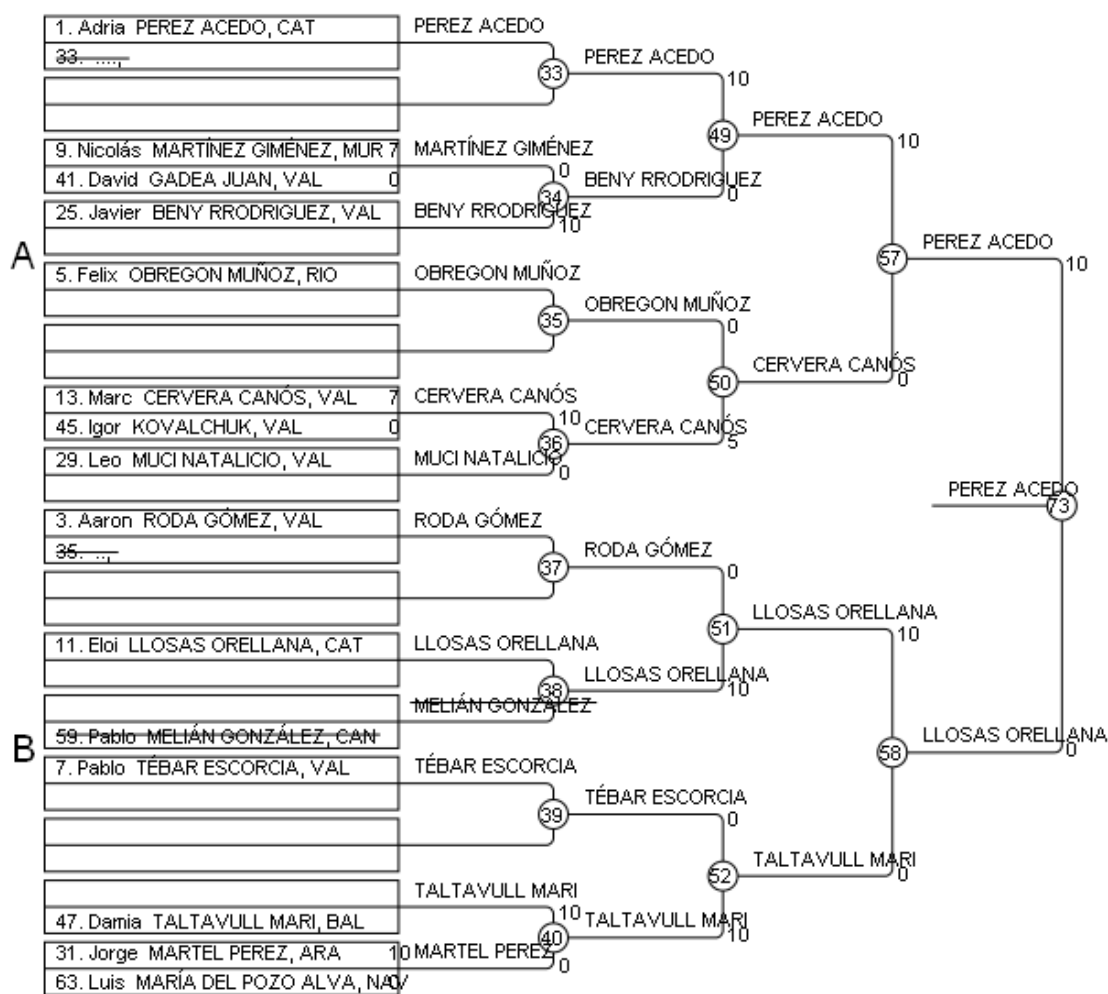 1. Adria PEREZ ACEDO, CAT
PEREZ ACEDO
33. ....,
33
PEREZ ACEDO
10
49
PEREZ ACEDO
10
9. Nicolás MARTÍNEZ GIMÉNEZ, MUR 7
MARTÍNEZ GIMÉNEZ
0
41. David GADEA JUAN, VAL 0
34
BENY RRODRIGUEZ
0
25. Javier BENY RRODRIGUEZ, VAL
BENY RRODRIGUEZ
10
A
57
PEREZ ACEDO
10
5. Felix OBREGON MUÑOZ, RIO
OBREGON MUÑOZ
35
OBREGON MUÑOZ
0
50
CERVERA CANÓS
0
13. Marc CERVERA CANÓS, VAL 7
CERVERA CANÓS
10
45. Igor KOVALCHUK, VAL 0
36
CERVERA CANÓS
5
29. Leo MUCI NATALICIO, VAL
MUCI NATALICIO
0
PEREZ ACEDO
73
3. Aaron RODA GÓMEZ, VAL
RODA GÓMEZ
35. ..,
37
RODA GÓMEZ
0
51
LLOSAS ORELLANA
10
11. Eloi LLOSAS ORELLANA, CAT
LLOSAS ORELLANA
38
LLOSAS ORELLANA
10
MELIÁN GONZÁLEZ
59. Pablo MELIÁN GONZÁLEZ, CAN
B
58
LLOSAS ORELLANA
0
7. Pablo TÉBAR ESCORCIA, VAL
TÉBAR ESCORCIA
39
TÉBAR ESCORCIA
0
52
TALTAVULL MARI
0
TALTAVULL MARI
10
47. Damia TALTAVULL MARI, BAL
40
TALTAVULL MARI
10
31. Jorge MARTEL PEREZ, ARA 10
MARTEL PEREZ
0
63. Luis MARÍA DEL POZO ALVA, NAV 0